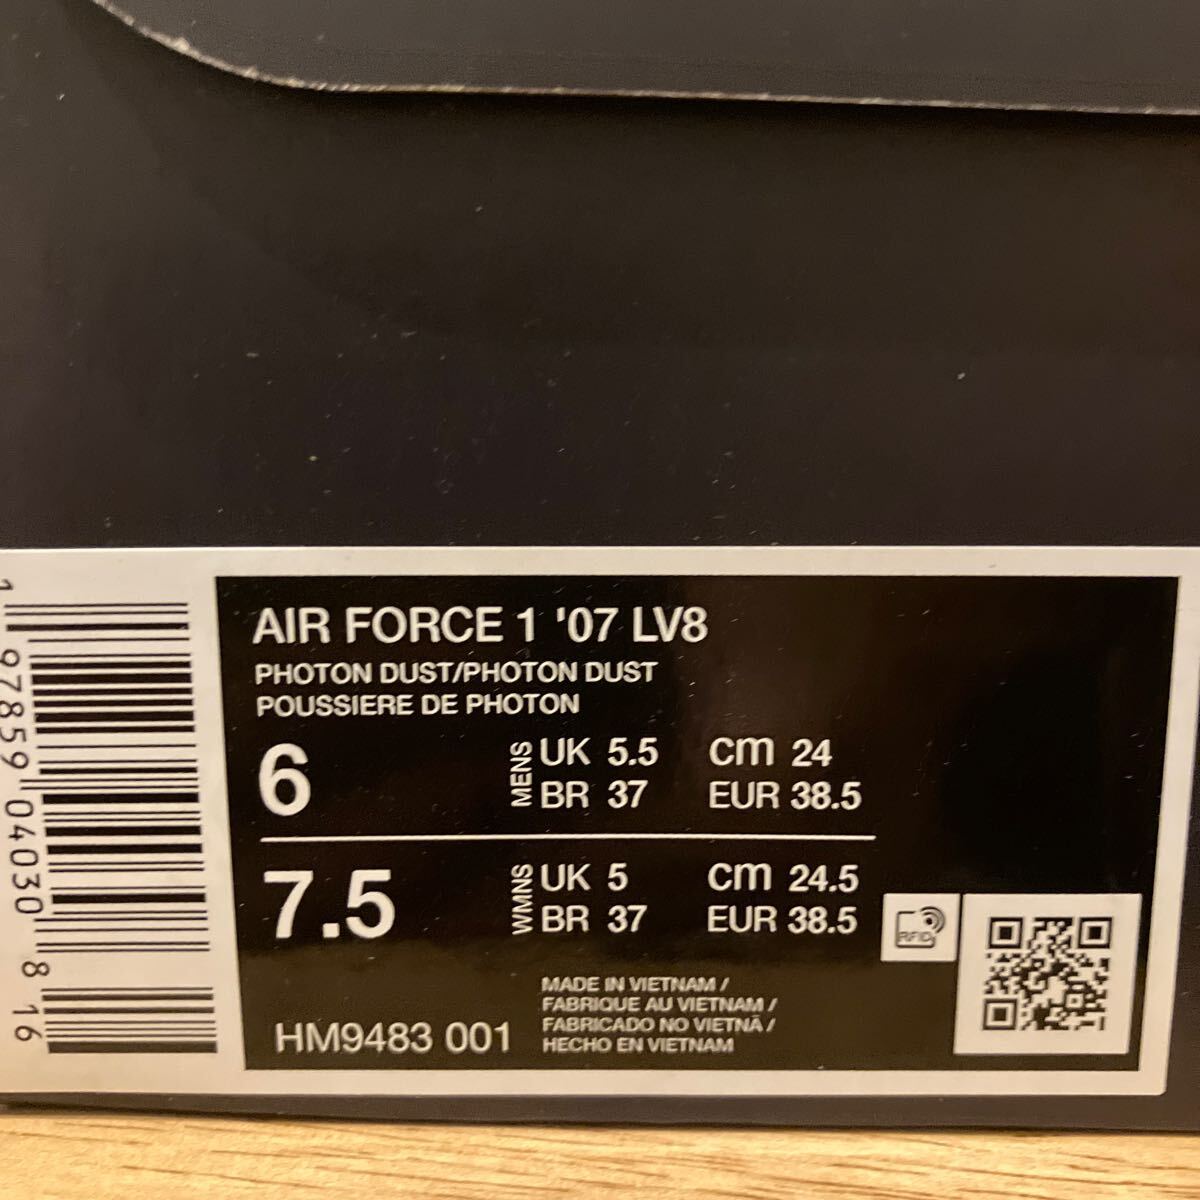 AIR FORCE 1 '07 LV8
PHOTON DUST/PHOTON DUST
POUSSIERE DE PHOTON
6 MENS UK 5.5 cm 24
BR 37 EUR 38.5
7.5 WMNS UK 5 cm 24.5
BR 37 EUR 38.5
RFID
MADE IN VIETNAM /
FABRIQUE AU VIETNAM /
FABRICADO NO VIETNÃ /
HECHO EN VIETNAM
HM9483 001
1 97859 04030 8 16